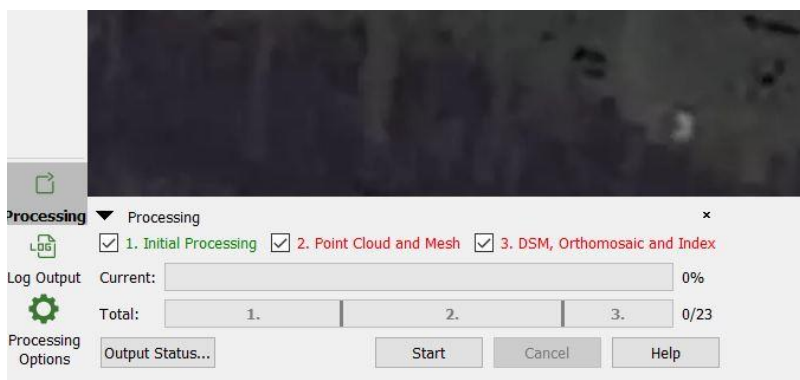 Processing
Log Output
Processing
Options
Processing
x
1. Initial Processing
2. Point Cloud and Mesh
3. DSM, Orthomosaic and Index
Current:
0%
Total:
1.
2.
3.
0/23
Output Status...
Start
Cancel
Help
LOG